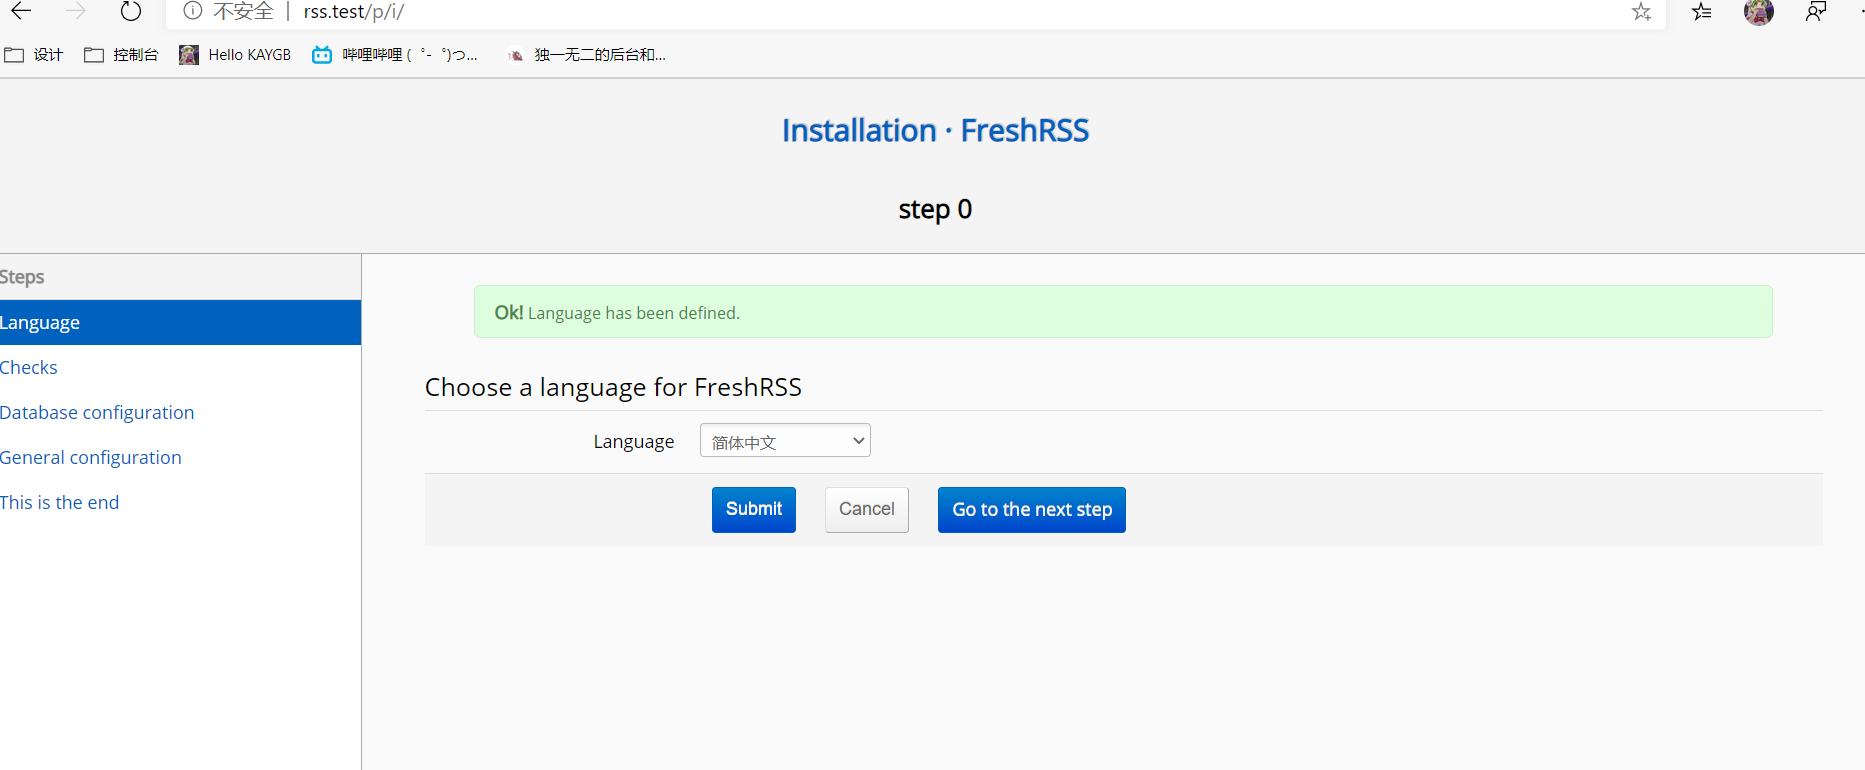 不安全 | rss.test/p/i/
设计 控制台 Hello KAYGB 哔哩哔哩 ( ゜- ゜)つ... 独一无二的后台和...
Installation · FreshRSS
step 0
Steps
Language
Checks
Database configuration
General configuration
This is the end
Ok! Language has been defined.
Choose a language for FreshRSS
Language 简体中文
Submit Cancel Go to the next step